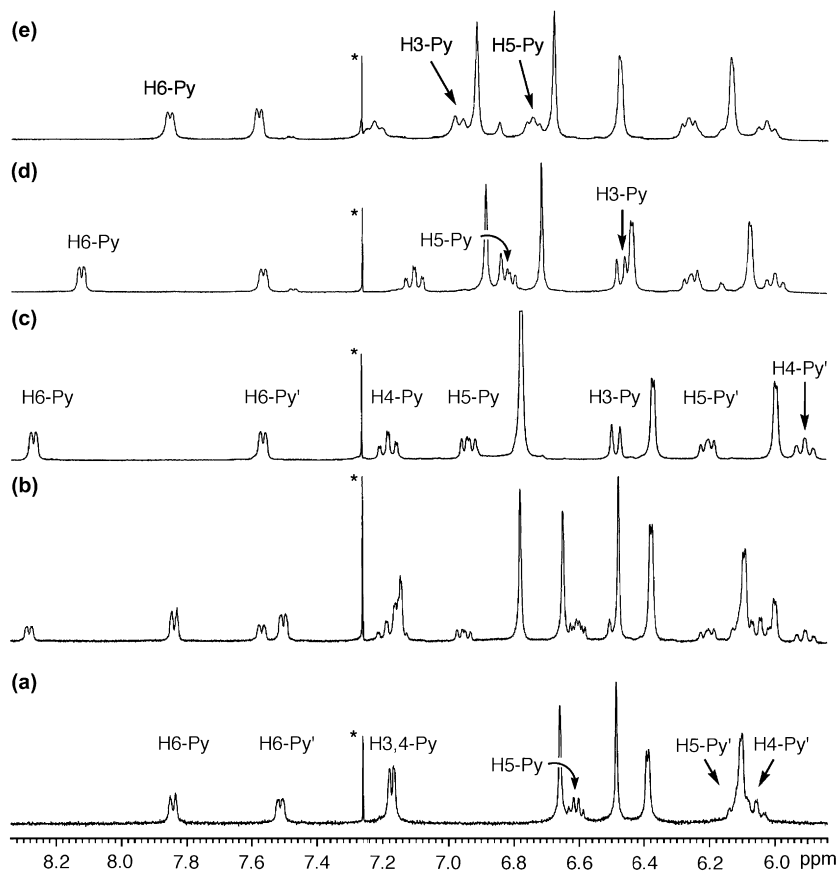 (e)
H6-Py
*
H3-Py
H5-Py
(d)
H6-Py
*
H5-Py
H3-Py
(c)
H6-Py
H6-Py'
*
H4-Py
H5-Py
H3-Py
H5-Py'
H4-Py'
(b)
*
(a)
H6-Py
H6-Py'
*
H3,4-Py
H5-Py
H5-Py'
H4-Py'
8.2 8.0 7.8 7.6 7.4 7.2 7.0 6.8 6.6 6.4 6.2 6.0 ppm